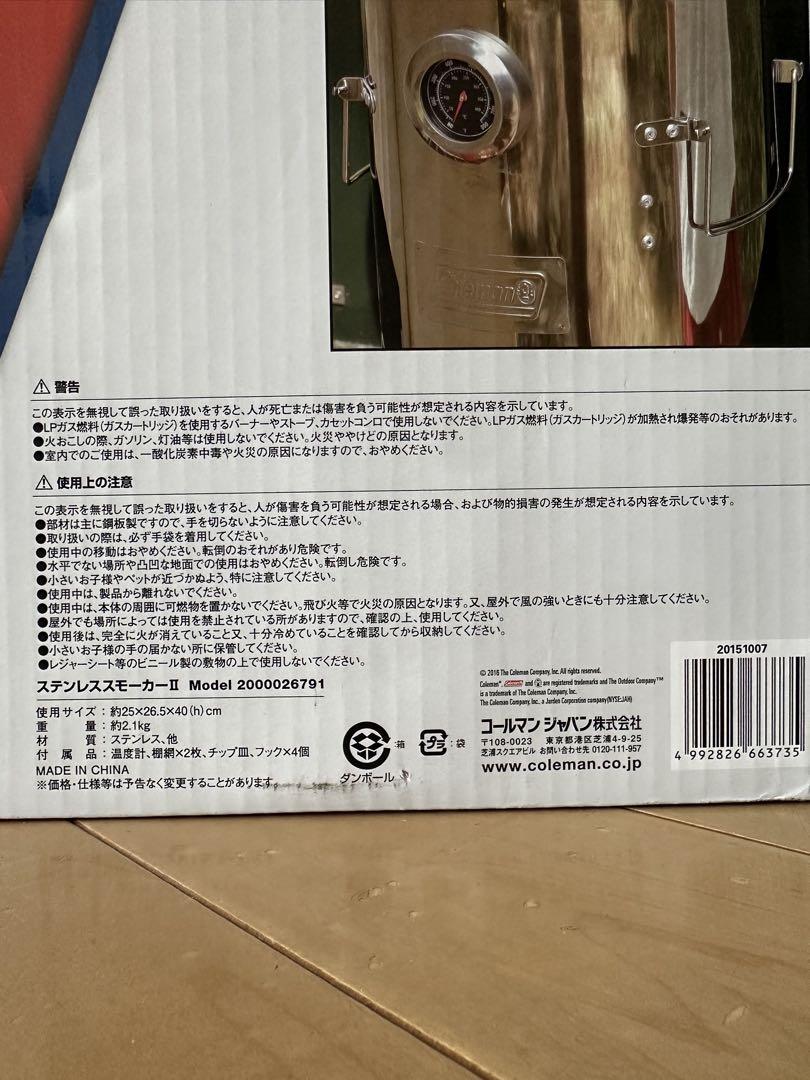 Coleman
⚠ 警告
この表示を無視して誤った取り扱いをすると、人が死亡または傷害を負う可能性が想定される内容を示しています。
●LPガス燃料(ガスカートリッジ)を使用するバーナーやストーブ、カセットコンロで使用しないでください。LPガス燃料(ガスカートリッジ)が加熱され爆発等のおそれがあります。
●火おこしの際、ガソリン、灯油等は使用しないでください。火災ややけどの原因となります。
●室内でのご使用は、一酸化炭素中毒や火災の原因になりますので、おやめください。
⚠ 使用上の注意
この表示を無視して誤った取り扱いをすると、人が傷害を負う可能性が想定される場合、および物的損害の発生が想定される内容を示しています。
●部材は主に鋼板製ですので、手を切らないように注意してください。
●取り扱いの際は、必ず手袋を着用してください。
●使用中の移動はおやめください。転倒のおそれがあり危険です。
●水平でない場所や凸凹な地面での使用はおやめください。転倒し危険です。
●小さいお子様やペットが近づかぬよう、特に注意してください。
●使用中は、製品から離れないでください。
●使用中は、本体の周囲に可燃物を置かないでください。飛び火等で火災の原因となります。又、屋外で風の強いときにも十分注意してください。
●屋外でも場所によっては使用を禁止されている所がありますので、確認の上、使用してください。
●使用後は、完全に火が消えていること又、十分冷めていることを確認してから収納してください。
●小さいお子様の手の届かない所に保管してください。
●レジャーシート等のビニール製の敷物の上で使用しないでください。
ステンレススモーカーⅡ Model 2000026791
使用サイズ：約25×26.5×40(h)cm
重 量：約2.1kg
材 質：ステンレス、他
付 属 品：温度計、棚網×2枚、チップ皿、フック×4個
MADE IN CHINA
※価格・仕様等は予告なく変更することがあります。
:箱
ダンボール
プラ
:袋
© 2016 The Coleman Company, Inc. All rights reserved.
Coleman®, Coleman and are registered trademarks and The Outdoor Company™
is a trademark of The Coleman Company, Inc.
The Coleman Company, Inc. a Jarden Corporation company(NYSE:JAH)
コールマン ジャパン株式会社
〒108-0023 東京都港区芝浦4-9-25
芝浦スクエアビル お問い合わせ先 0120-111-957
www.coleman.co.jp
20151007
4 992826 663735